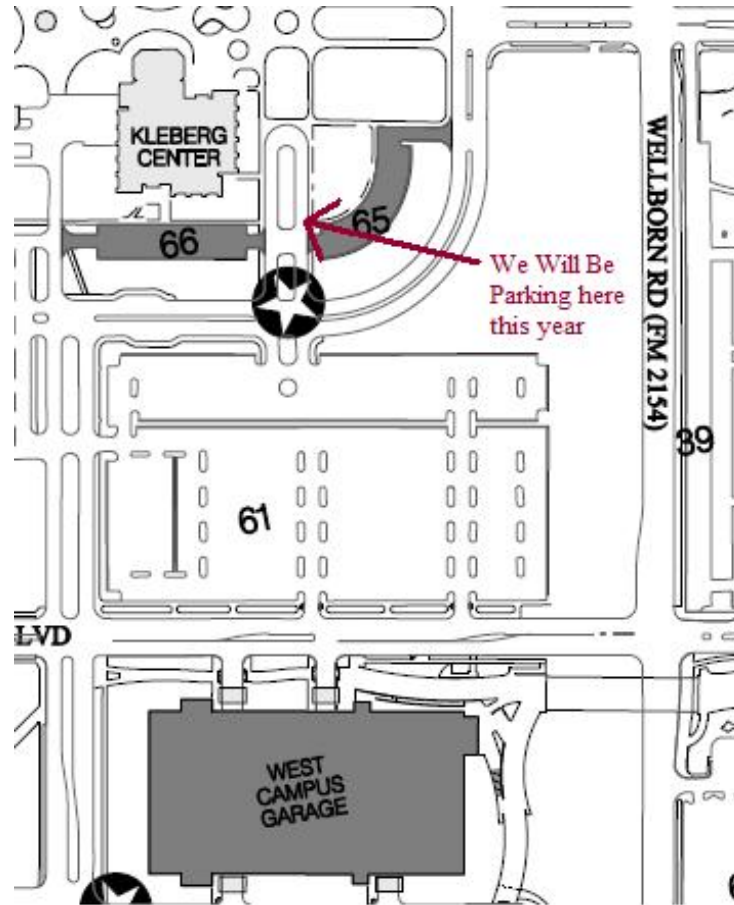 KLEBERG
CENTER
66
65
We Will Be
Parking here
this year
WELLBORN RD (FM 2154)
39
61
LVD
WEST
CAMPUS
GARAGE